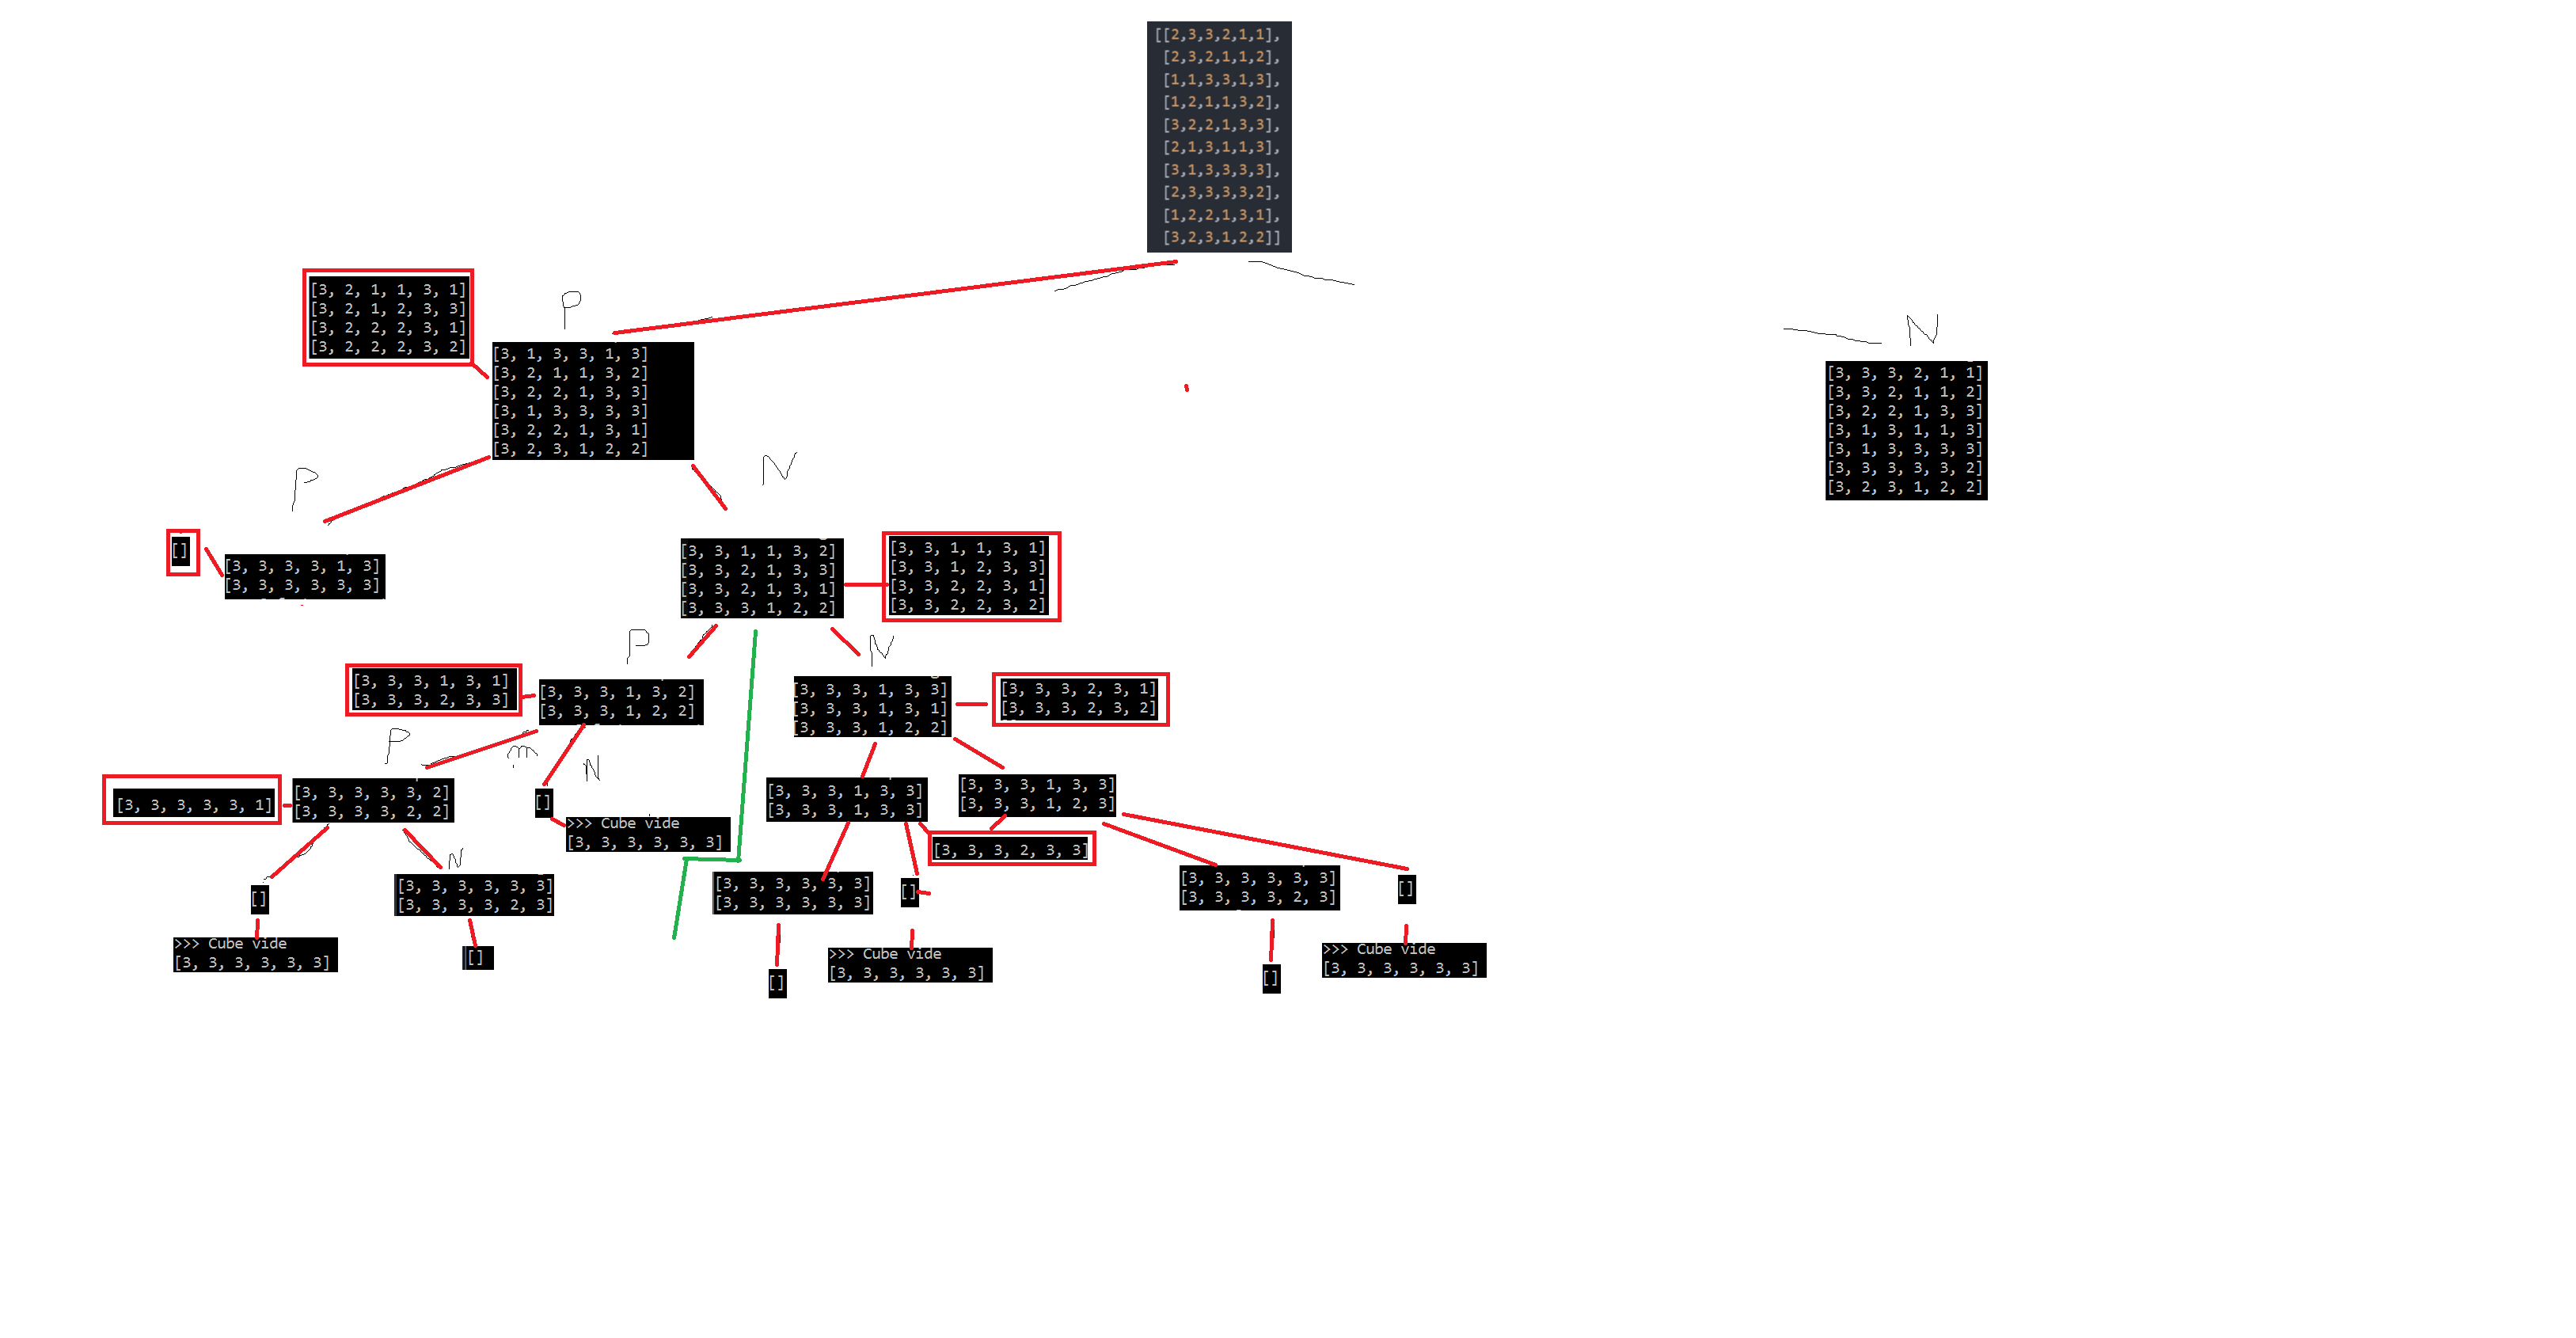 [[2,3,3,2,1,1],
[2,3,2,1,1,2],
[1,1,3,3,1,3],
[1,2,1,1,3,2],
[3,2,2,1,3,3],
[2,1,3,1,1,3],
[3,1,3,3,3,3],
[2,3,3,3,3,2],
[1,2,2,1,3,1],
[3,2,3,1,2,2]]
[3, 2, 1, 1, 3, 1]
[3, 2, 1, 2, 3, 3]
[3, 2, 2, 2, 3, 1]
[3, 2, 2, 2, 3, 2]
P
[3, 1, 3, 3, 1, 3]
[3, 2, 1, 1, 3, 2]
[3, 2, 2, 1, 3, 3]
[3, 1, 3, 3, 3, 3]
[3, 2, 2, 1, 3, 1]
[3, 2, 3, 1, 2, 2]
N
[3, 3, 3, 2, 1, 1]
[3, 3, 2, 1, 1, 2]
[3, 2, 2, 1, 3, 3]
[3, 1, 3, 1, 1, 3]
[3, 1, 3, 3, 3, 3]
[3, 3, 3, 3, 3, 2]
[3, 2, 3, 1, 2, 2]
P
N
[]
[3, 3, 3, 3, 1, 3]
[3, 3, 3, 3, 3, 3]
[3, 3, 1, 1, 3, 2]
[3, 3, 2, 1, 3, 3]
[3, 3, 2, 1, 3, 1]
[3, 3, 3, 1, 2, 2]
[3, 3, 1, 1, 3, 1]
[3, 3, 1, 2, 3, 3]
[3, 3, 2, 2, 3, 1]
[3, 3, 2, 2, 3, 2]
P
N
[3, 3, 3, 1, 3, 1]
[3, 3, 3, 2, 3, 3]
[3, 3, 3, 1, 3, 2]
[3, 3, 3, 1, 2, 2]
[3, 3, 3, 1, 3, 3]
[3, 3, 3, 1, 3, 1]
[3, 3, 3, 1, 2, 2]
[3, 3, 3, 2, 3, 1]
[3, 3, 3, 2, 3, 2]
P
m
N
[3, 3, 3, 3, 3, 1]
[3, 3, 3, 3, 3, 2]
[3, 3, 3, 3, 2, 2]
[]
>>> Cube vide
[3, 3, 3, 3, 3, 3]
[3, 3, 3, 1, 3, 3]
[3, 3, 3, 1, 3, 3]
[3, 3, 3, 1, 3, 3]
[3, 3, 3, 1, 2, 3]
[3, 3, 3, 2, 3, 3]
N
[]
[3, 3, 3, 3, 3, 3]
[3, 3, 3, 3, 2, 3]
[3, 3, 3, 3, 3, 3]
[3, 3, 3, 3, 3, 3]
[]
[3, 3, 3, 3, 3, 3]
[3, 3, 3, 3, 2, 3]
[]
>>> Cube vide
[3, 3, 3, 3, 3, 3]
[]
[]
>>> Cube vide
[3, 3, 3, 3, 3, 3]
[]
>>> Cube vide
[3, 3, 3, 3, 3, 3]